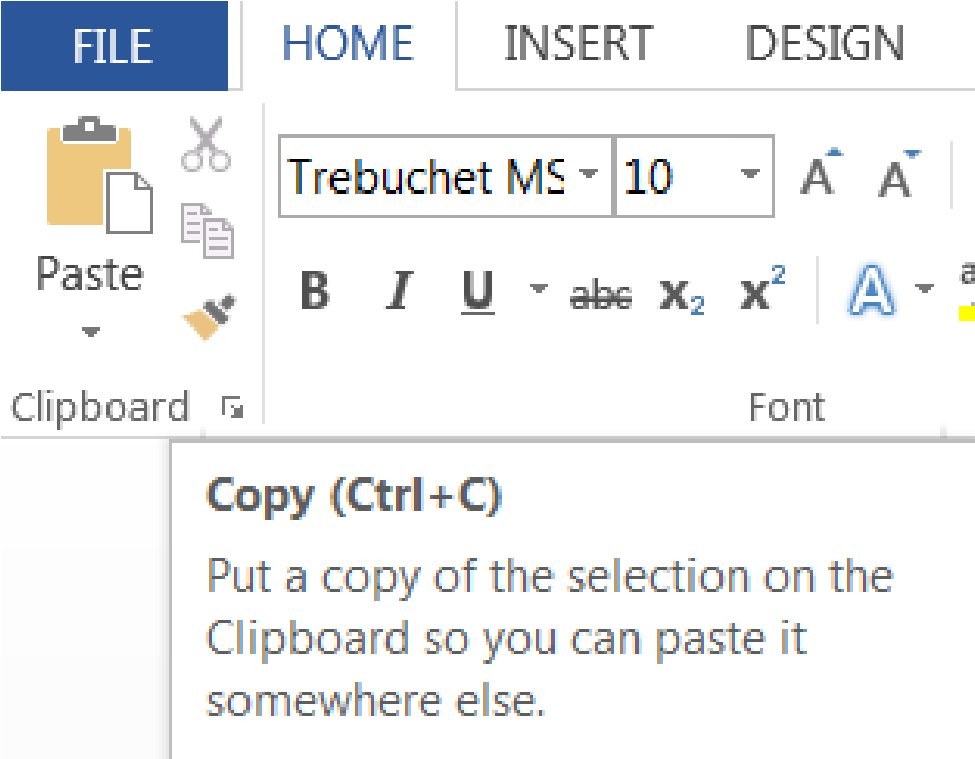 FILE HOME INSERT DESIGN
Trebuchet MS 10 A A
Paste
B I U abc X2 X2 A a
Clipboard Font
Copy (Ctrl+C)
Put a copy of the selection on the
Clipboard so you can paste it
somewhere else.